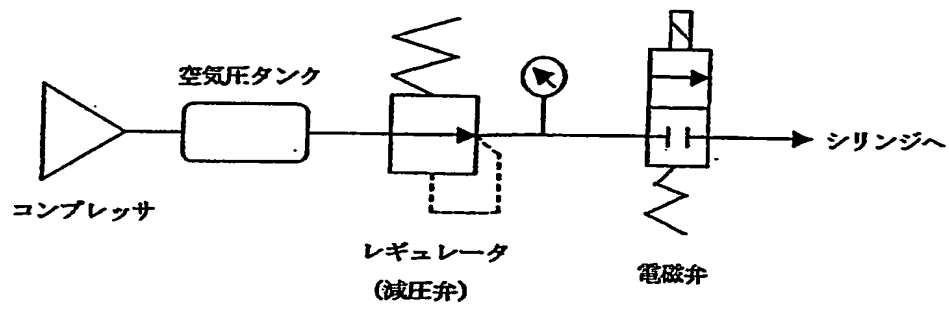 空気圧タンク
シリンジへ
コンプレッサ
レギュレータ
(減圧弁)
電磁弁